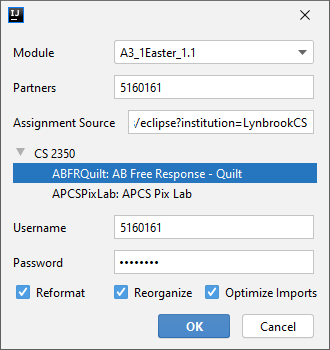 IJ
Module A3_1Easter_1.1
Partners 5160161
Assignment Source /eclipse?institution=LynbrookCS
CS 2350
ABFRQuilt: AB Free Response - Quilt
APCSPixLab: APCS Pix Lab
Username 5160161
Password ••••••••
Reformat Reorganize Optimize Imports
OK Cancel